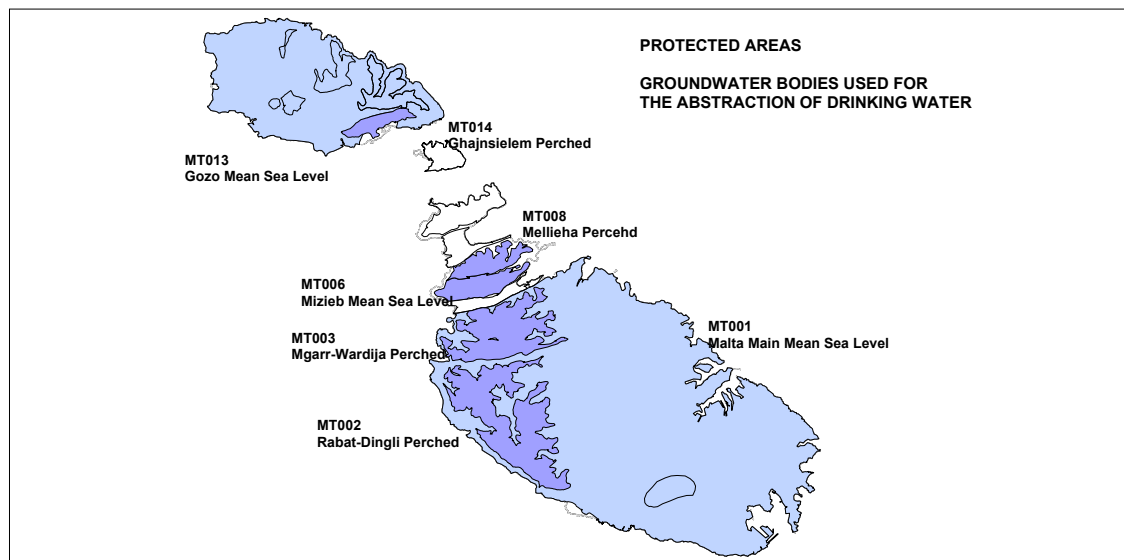 PROTECTED AREAS
GROUNDWATER BODIES USED FOR
THE ABSTRACTION OF DRINKING WATER
MT014
Ghajnsielem Perched
MT013
Gozo Mean Sea Level
MT008
Mellieha Percehd
MT006
Mizieb Mean Sea Level
MT003
Mgarr-Wardija Perched
MT001
Malta Main Mean Sea Level
MT002
Rabat-Dingli Perched